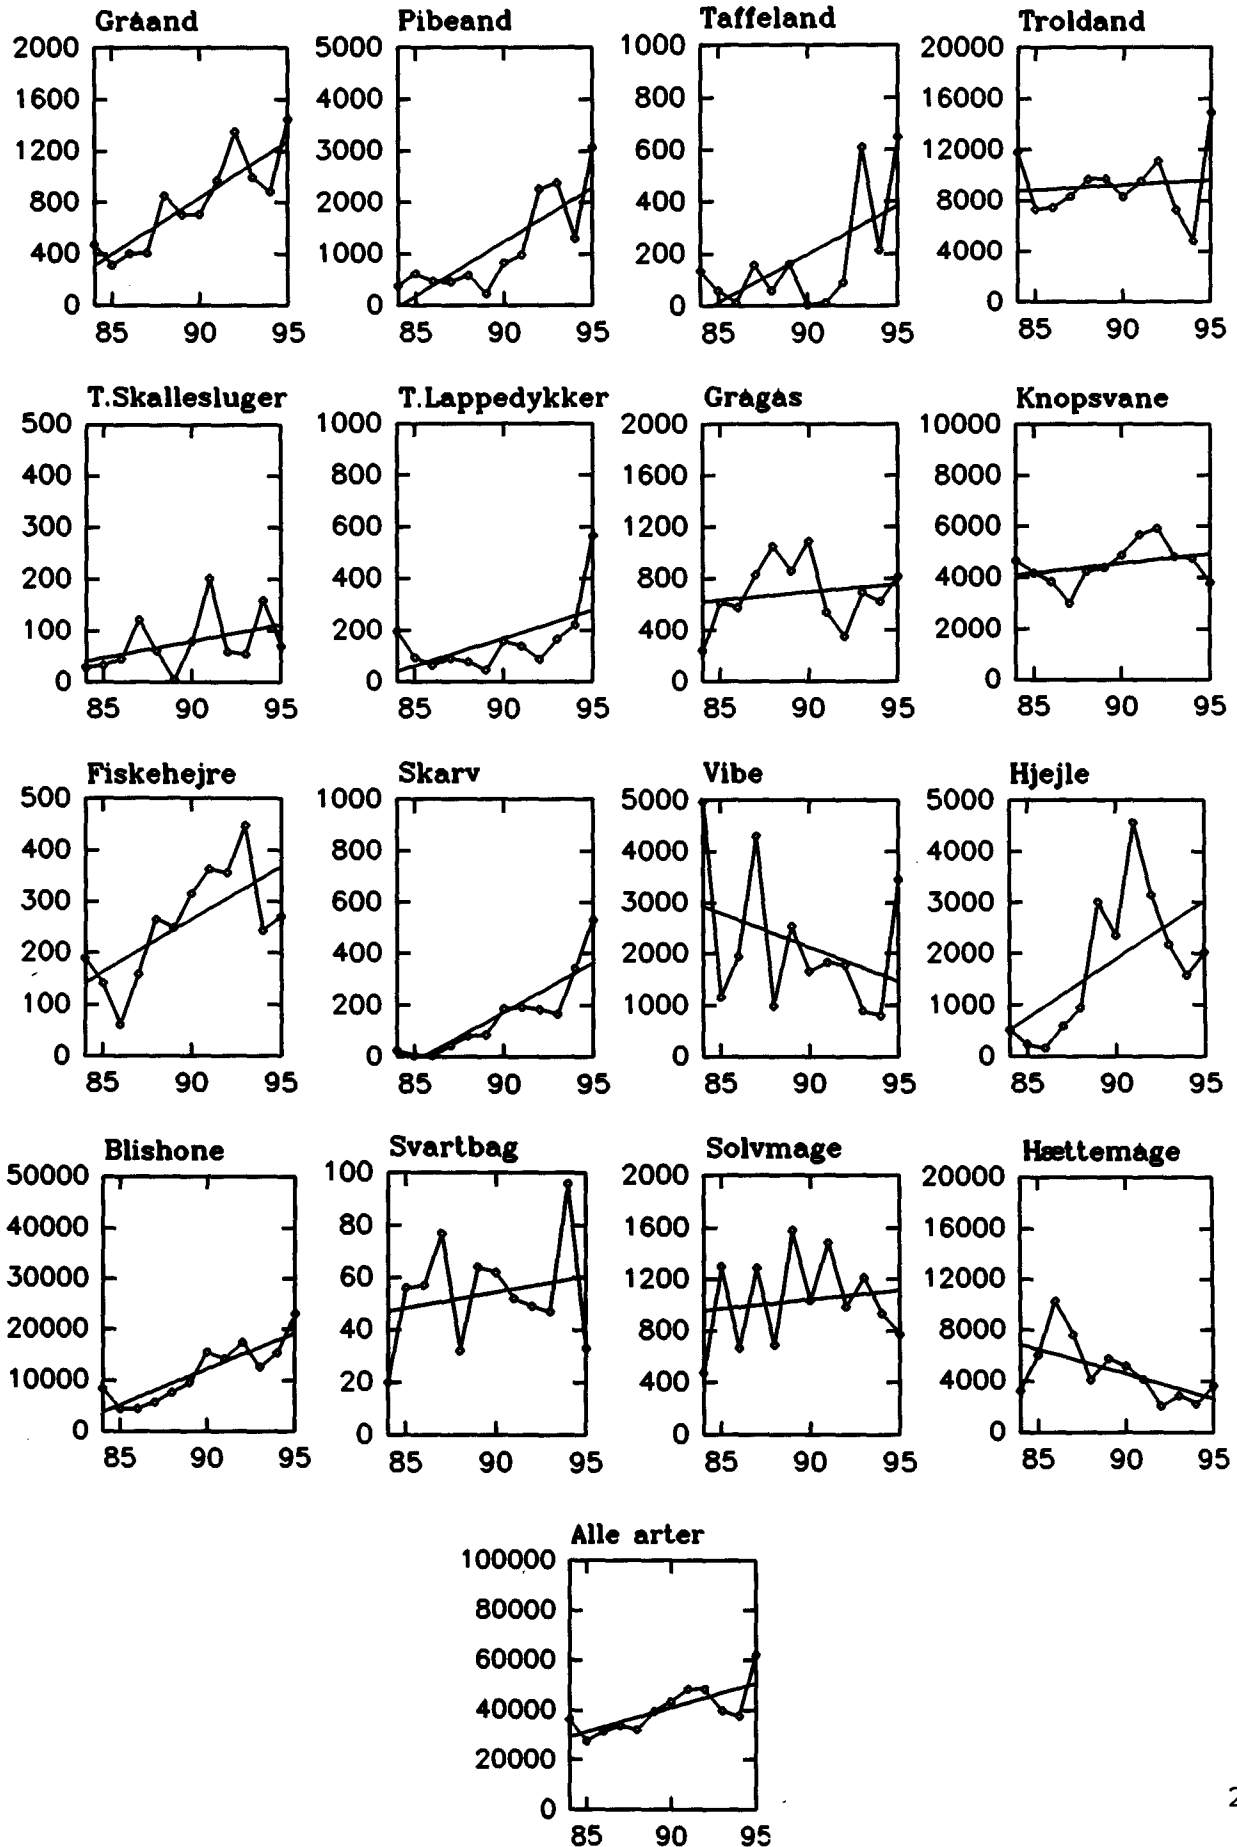 Gråand Pibeand Taffeland Troldand
2000 5000 1000 20000
1600 4000 800 16000
1200 3000 600 12000
800 2000 400 8000
400 1000 200 4000
0 0 0 0
85 90 95 85 90 95 85 90 95 85 90 95
T.Skallesluger T.Lappedykker Grågås Knopsvane
500 1000 2000 10000
400 800 1600 8000
300 600 1200 6000
200 400 800 4000
100 200 400 2000
0 0 0 0
85 90 95 85 90 95 85 90 95 85 90 95
Fiskehejre Skarv Vibe Hjejle
500 1000 5000 5000
400 800 4000 4000
300 600 3000 3000
200 400 2000 2000
100 200 1000 1000
0 0 0 0
85 90 95 85 90 95 85 90 95 85 90 95
Blishone Svartbag Solvmage Hættemåge
50000 100 2000 20000
40000 80 1600 16000
30000 60 1200 12000
20000 40 800 8000
10000 20 400 4000
0 0 0 0
85 90 95 85 90 95 85 90 95 85 90 95
Alle arter
100000
80000
60000
40000
20000
0
85 90 95
2